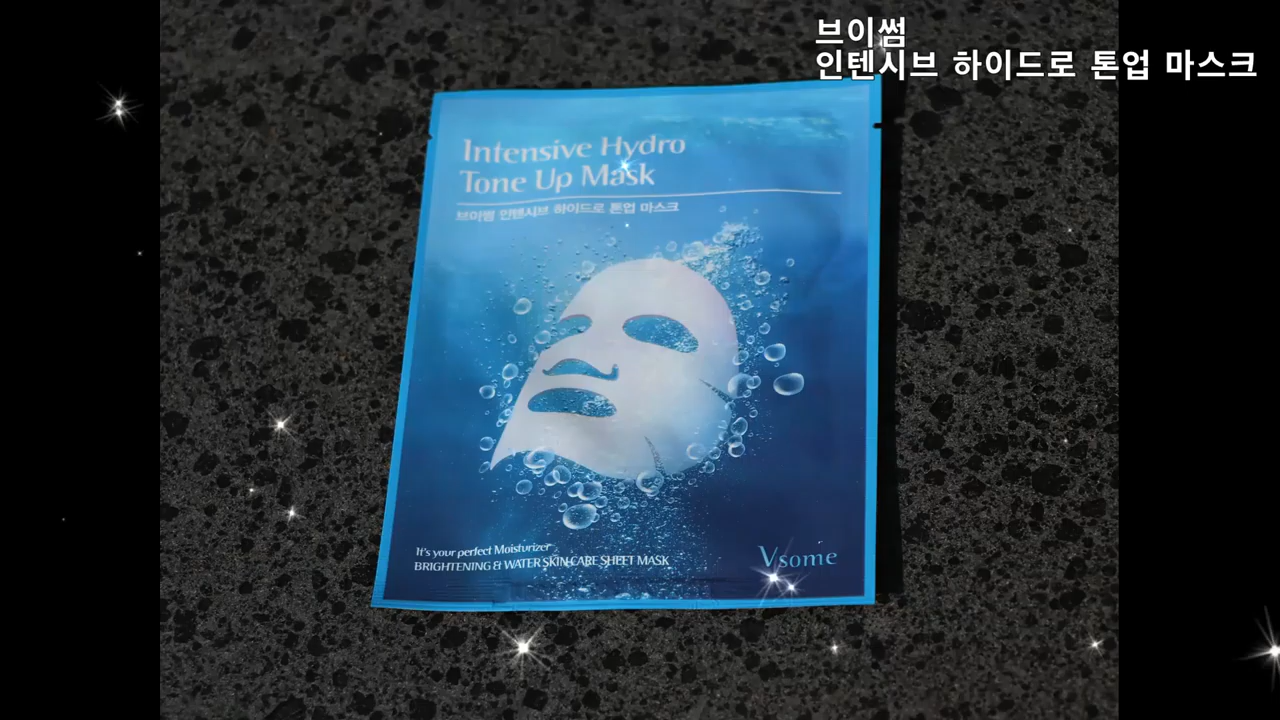 브이썸
인텐시브 하이드로 톤업 마스크
Intensive Hydro
Tone Up Mask
브이썸 인텐시브 하이드로 톤업 마스크
It's your perfect Moisturizer
BRIGHTENING & WATER SKIN-CARE SHEET MASK
Vsome